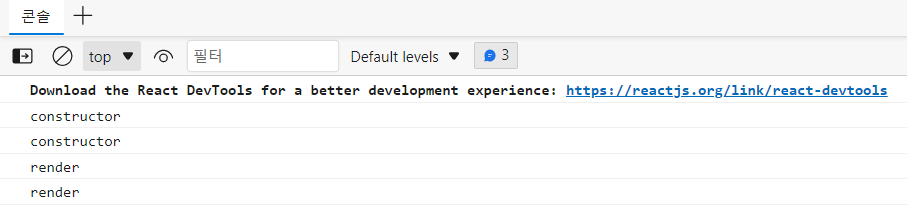 콘솔
top
필터
Default levels
3
Download the React DevTools for a better development experience: https://reactjs.org/link/react-devtools
constructor
constructor
render
render